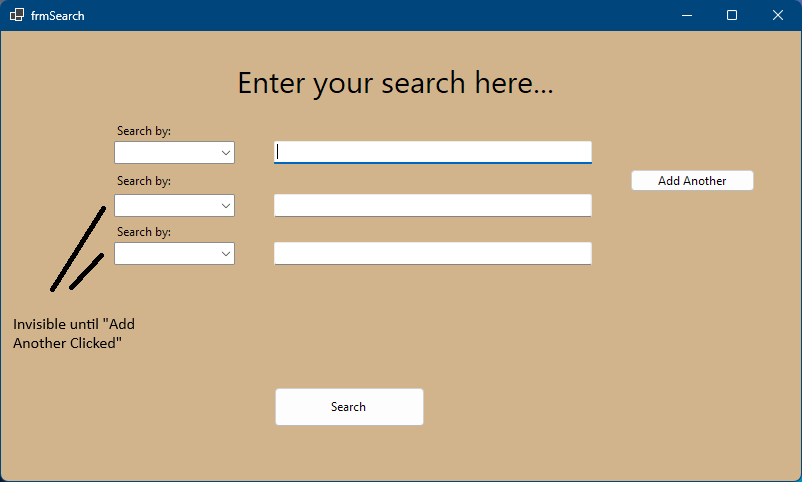 frmSearch
Enter your search here...
Search by:
Search by:
Add Another
Search by:
Invisible until "Add
Another Clicked"
Search